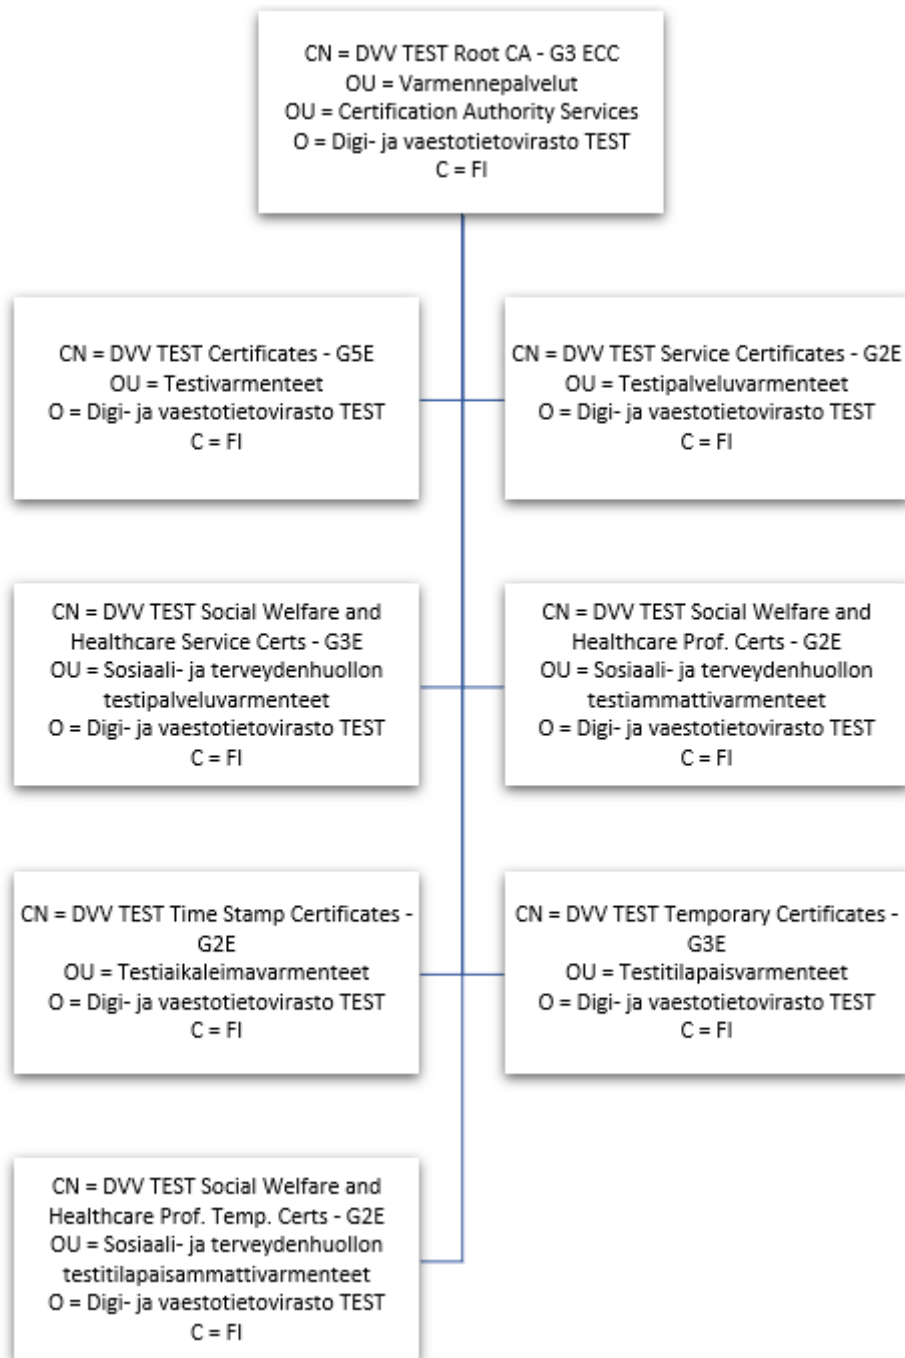 CN = DVV TEST Root CA - G3 ECC
OU = Varmennepalvelut
OU = Certification Authority Services
O = Digi- ja vaestotietovirasto TEST
C = FI
CN = DVV TEST Certificates - G5E
OU = Testivarmenteet
O = Digi- ja vaestotietovirasto TEST
C = FI
CN = DVV TEST Service Certificates - G2E
OU = Testipalveluvarmenteet
O = Digi- ja vaestotietovirasto TEST
C = FI
CN = DVV TEST Social Welfare and
Healthcare Service Certs - G3E
OU = Sosiaali- ja terveydenhuollon
testipalveluvarmenteet
O = Digi- ja vaestotietovirasto TEST
C = FI
CN = DVV TEST Social Welfare and
Healthcare Prof. Certs - G2E
OU = Sosiaali- ja terveydenhuollon
testiammattivarmenteet
O = Digi- ja vaestotietovirasto TEST
C = FI
CN = DVV TEST Time Stamp Certificates -
G2E
OU = Testiaikaleimavarmenteet
O = Digi- ja vaestotietovirasto TEST
C = FI
CN = DVV TEST Temporary Certificates -
G3E
OU = Testitilapaisvarmenteet
O = Digi- ja vaestotietovirasto TEST
C = FI
CN = DVV TEST Social Welfare and
Healthcare Prof. Temp. Certs - G2E
OU = Sosiaali- ja terveydenhuollon
testitilapaisammattivarmenteet
O = Digi- ja vaestotietovirasto TEST
C = FI